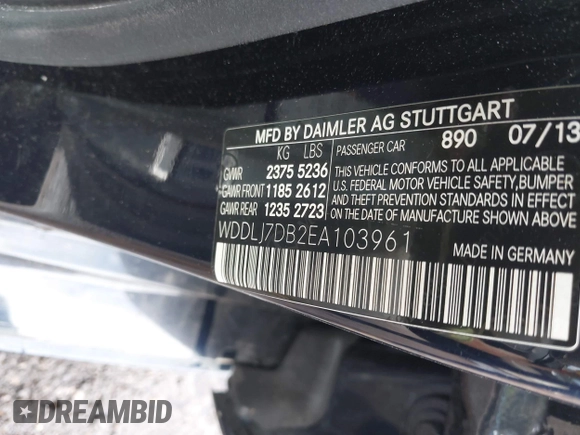 MFD BY DAIMLER AG STUTTGART
KG LBS PASSENGER CAR 890 07/13
GVWR 2375 5236
GAWR FRONT 1185 2612
GAWR REAR 1235 2723
THIS VEHICLE CONFORMS TO ALL APPLICABLE
U.S. FEDERAL MOTOR VEHICLE SAFETY, BUMPER
AND THEFT PREVENTION STANDARDS IN EFFECT
ON THE DATE OF MANUFACTURE SHOWN ABOVE.
WDDLJ7DB2EA103961
MADE IN GERMANY
DREAMBID